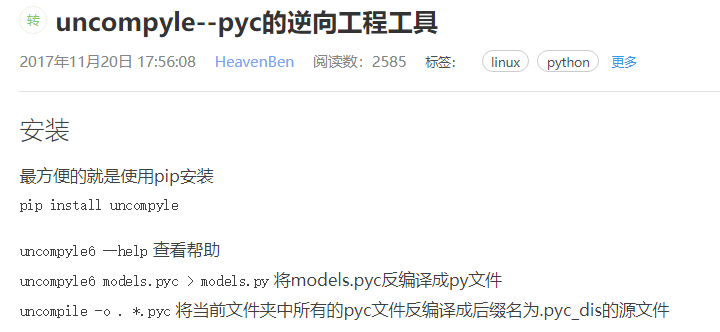 转 uncompyle--pyc的逆向工程工具
2017年11月20日 17:56:08 HeavenBen 阅读数：2585 标签： linux python 更多
安装
最方便的就是使用pip安装
pip install uncompyle
uncompyle6 —help 查看帮助
uncompyle6 models.pyc > models.py 将models.pyc反编译成py文件
uncompile -o . *.pyc 将当前文件夹中所有的pyc文件反编译成后缀名为.pyc_dis的源文件